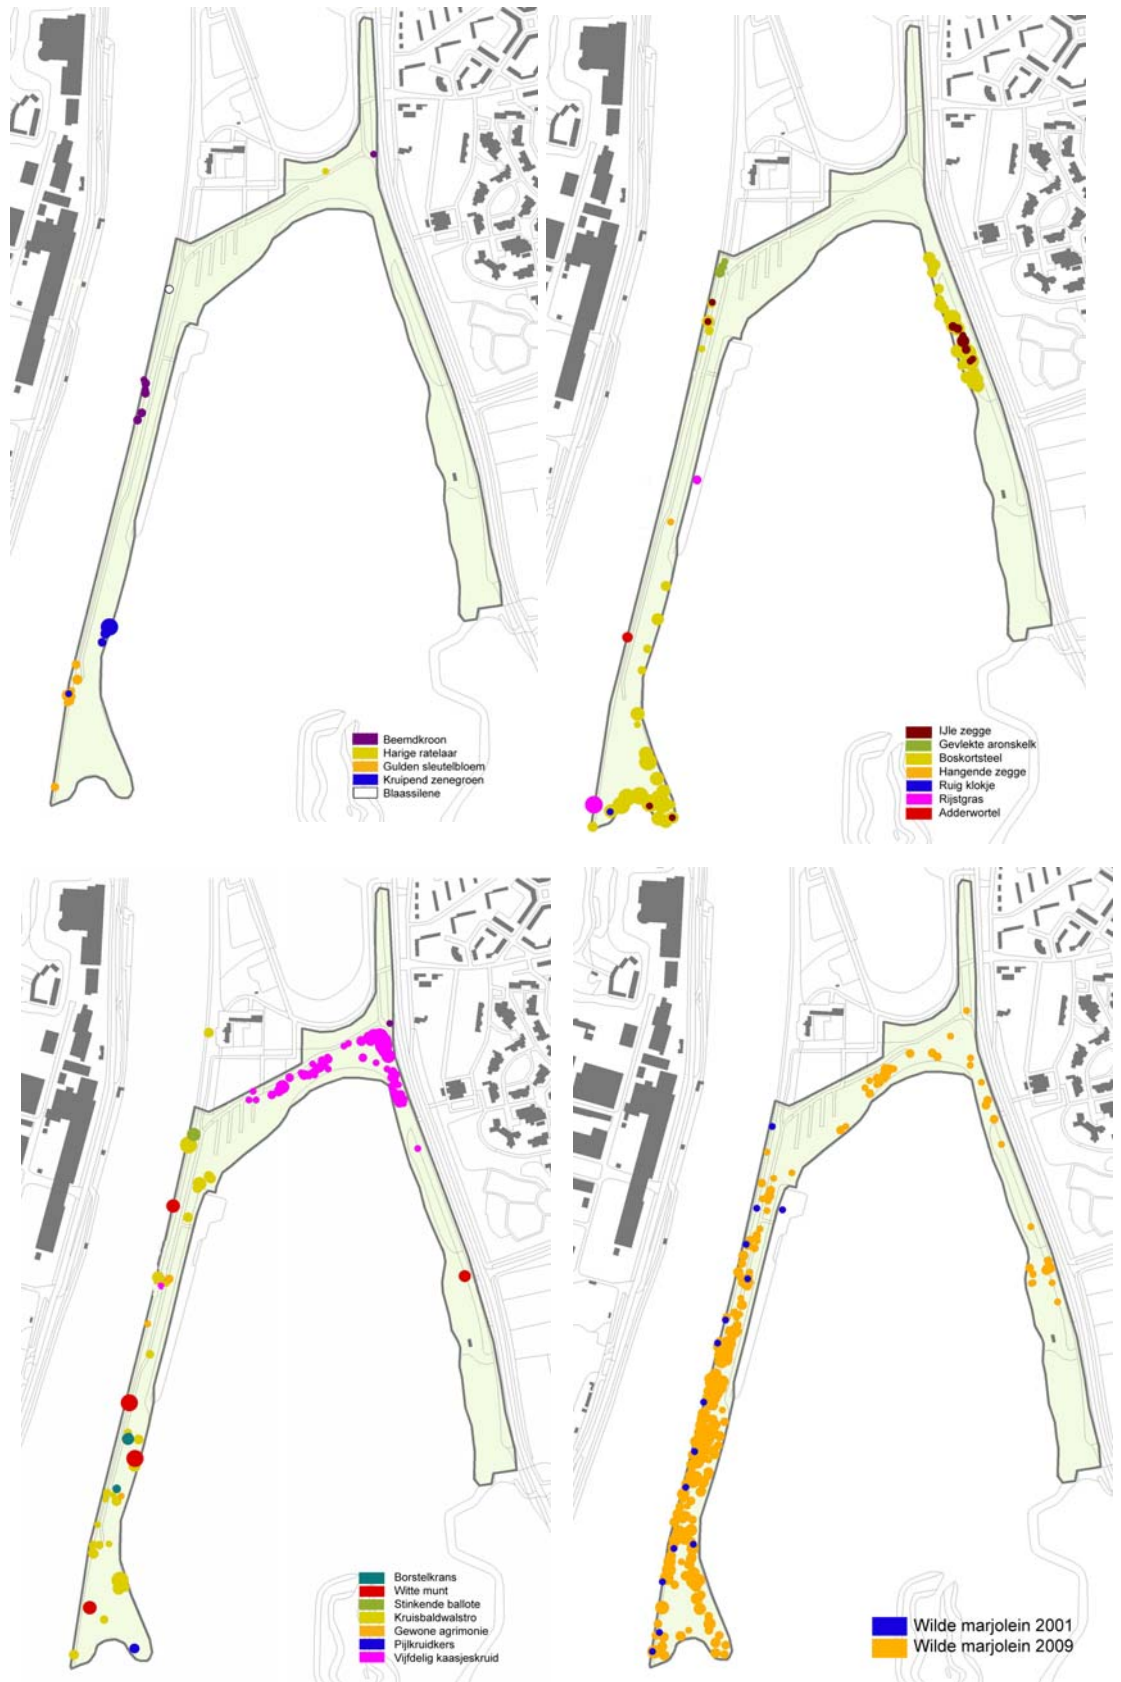 Beemdkroon
Harige ratelaar
Gulden sleutelbloem
Kruipend zenegroen
Blaassilene
IJle zegge
Gevlekte aronskelk
Boskortsteel
Hangende zegge
Ruig klokje
Rijstgras
Adderwortel
Borstelkrans
Witte munt
Stinkende ballote
Kruisbaldwalstro
Gewone agrimonie
Pijlkruidkers
Vijfdelig kaasjeskruid
Wilde marjolein 2001
Wilde marjolein 2009